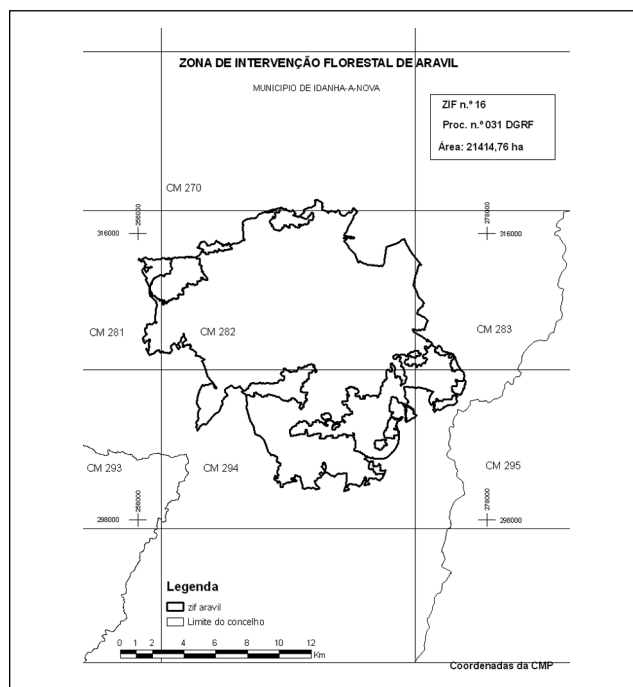 ZONA DE INTERVENÇÃO FLORESTAL DE ARAVIL
MUNICIPIO DE IDANHA-A-NOVA
ZIF n.º 16
Proc. n.º 031 DGRF
Área: 21414,76 ha
CM 270
256000
316000
278000
316000
CM 281
CM 282
CM 283
CM 293
CM 294
CM 295
256000
298000
278000
298000
Legenda
zif aravil
Limite do concelho
0 1 2 4 6 8 10 12
Km
Coordenadas da CMP